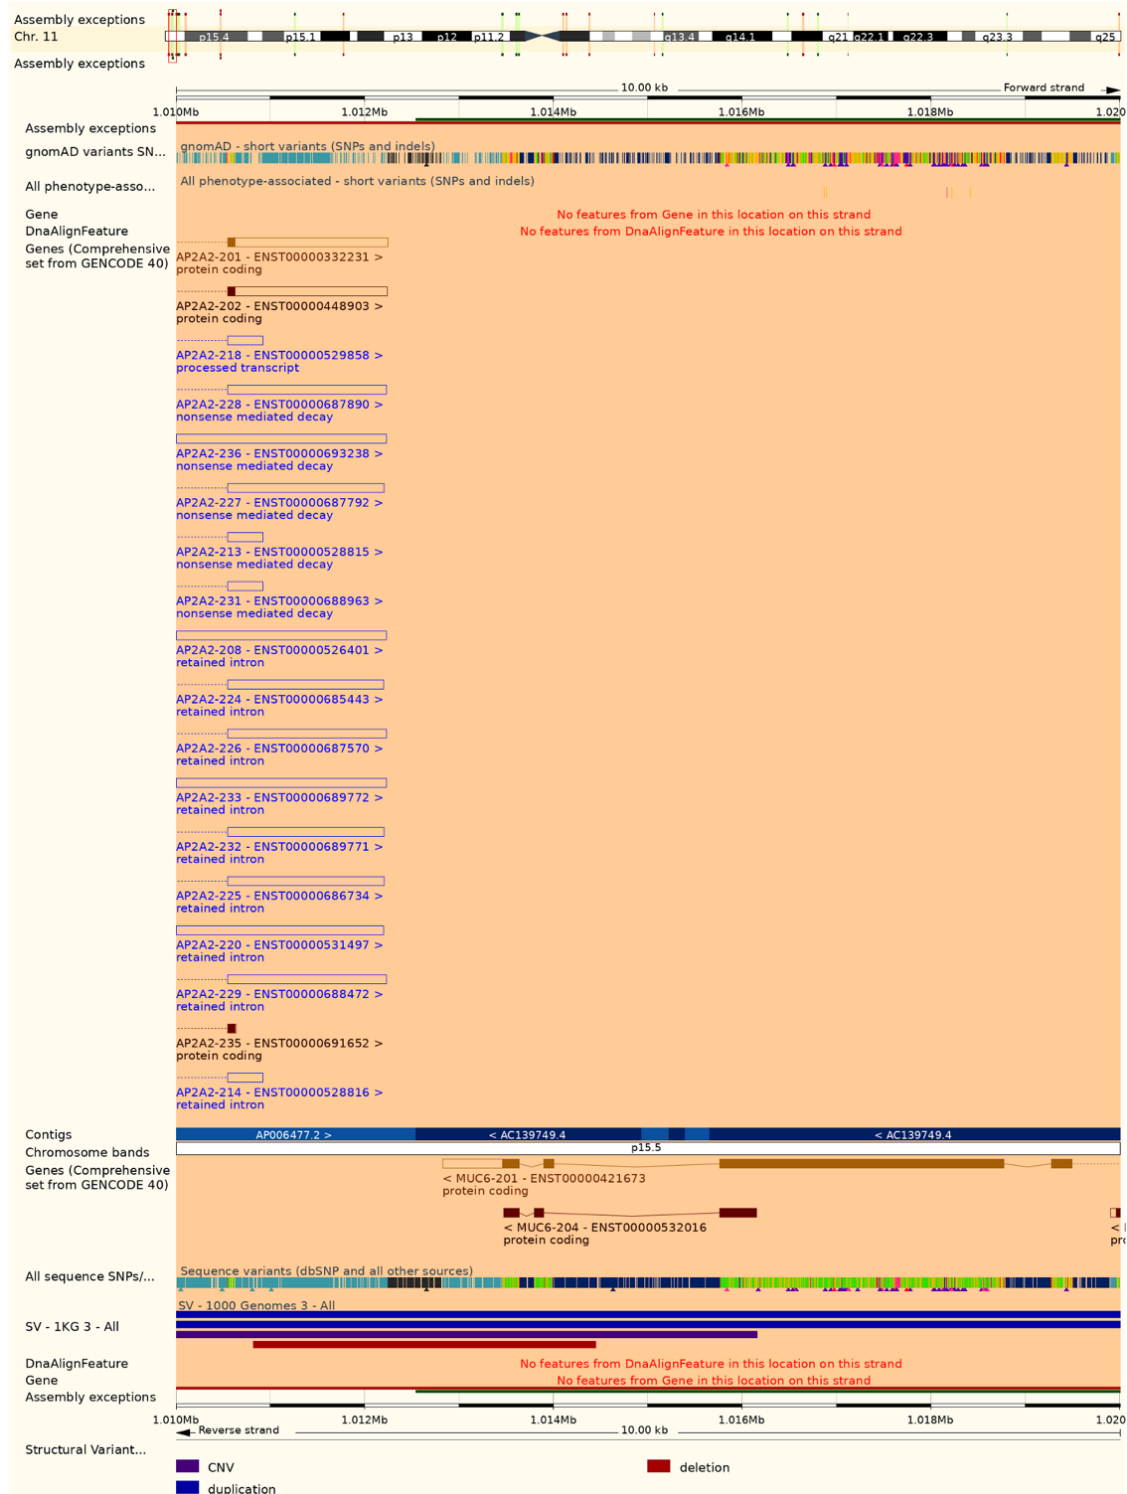 Assembly exceptions
Chr. 11
p15.4 p15.1 p13 p12 p11.2 q13.4 q14.1 q21 q22.1 q22.3 q23.3 q25
Assembly exceptions
10.00 kb Forward strand
1.010Mb 1.012Mb 1.014Mb 1.016Mb 1.018Mb 1.020
Assembly exceptions
gnomAD - short variants (SNPs and indels)
gnomAD variants SN...
All phenotype-associated - short variants (SNPs and indels)
All phenotype-asso...
Gene No features from Gene in this location on this strand
DnaAlignFeature No features from DnaAlignFeature in this location on this strand
Genes (Comprehensive
set from GENCODE 40)
AP2A2-201 - ENST00000332231 >
protein coding
AP2A2-202 - ENST00000448903 >
protein coding
AP2A2-218 - ENST00000529858 >
processed transcript
AP2A2-228 - ENST00000687890 >
nonsense mediated decay
AP2A2-236 - ENST00000693238 >
nonsense mediated decay
AP2A2-227 - ENST00000687792 >
nonsense mediated decay
AP2A2-213 - ENST00000528815 >
nonsense mediated decay
AP2A2-231 - ENST00000688963 >
nonsense mediated decay
AP2A2-208 - ENST00000526401 >
retained intron
AP2A2-224 - ENST00000685443 >
retained intron
AP2A2-226 - ENST00000687570 >
retained intron
AP2A2-233 - ENST00000689772 >
retained intron
AP2A2-232 - ENST00000689771 >
retained intron
AP2A2-225 - ENST00000686734 >
retained intron
AP2A2-220 - ENST00000531497 >
retained intron
AP2A2-229 - ENST00000688472 >
retained intron
AP2A2-235 - ENST00000691652 >
protein coding
AP2A2-214 - ENST00000528816 >
retained intron
Contigs AP006477.2 > < AC139749.4 < AC139749.4
Chromosome bands p15.5
Genes (Comprehensive
set from GENCODE 40)
< MUC6-201 - ENST00000421673
protein coding
< MUC6-204 - ENST00000532016
protein coding
Sequence variants (dbSNP and all other sources)
All sequence SNPs/...
SV - 1000 Genomes 3 - All
SV - 1KG 3 - All
DnaAlignFeature No features from DnaAlignFeature in this location on this strand
Gene No features from Gene in this location on this strand
Assembly exceptions
1.010Mb 1.012Mb 1.014Mb 1.016Mb 1.018Mb 1.020
Reverse strand 10.00 kb
Structural Variant...
CNV deletion
duplication